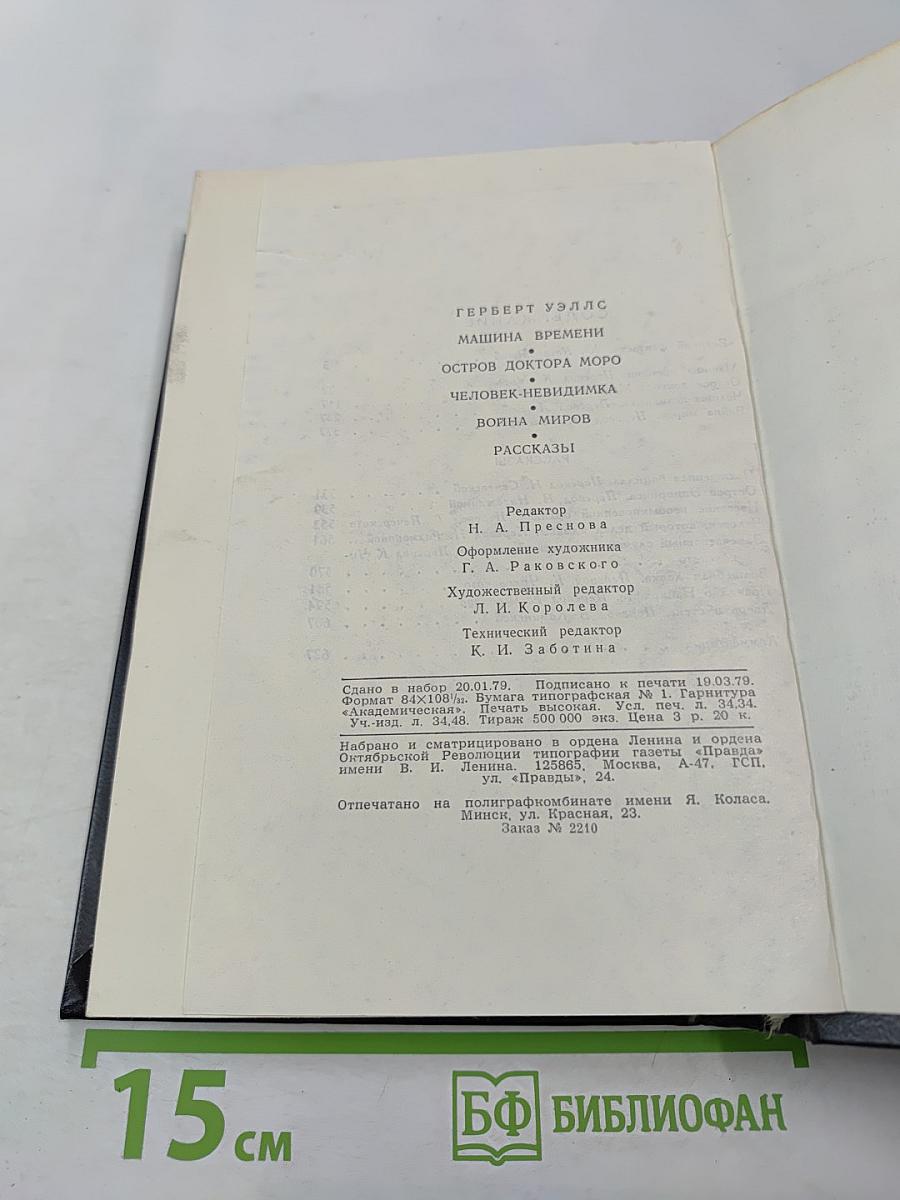 ГЕРБЕРТ УЭЛЛС
МАШИНА ВРЕМЕНИ
•
ОСТРОВ ДОКТОРА МОРО
•
ЧЕЛОВЕК-НЕВИДИМКА
•
ВОЙНА МИРОВ
•
РАССКАЗЫ
Редактор
Н. А. Преснова
Оформление художника
Г. А. Раковского
Художественный редактор
Л. И. Королева
Технический редактор
К. И. Заботина
Сдано в набор 20.01.79. Подписано к печати 19.03.79.
Формат 84×108¹/₃₂. Бумага типографская № 1. Гарнитура
«Академическая». Печать высокая. Усл. печ. л. 34,34.
Уч.-изд. л. 34,48. Тираж 500 000 экз. Цена 3 р. 20 к.
Набрано и сматрицировано в ордена Ленина и ордена
Октябрьской Революции типографии газеты «Правда»
имени В. И. Ленина. 125865, Москва, А-47, ГСП,
ул. «Правды», 24.
Отпечатано на полиграфкомбинате имени Я. Коласа.
Минск, ул. Красная, 23.
Заказ № 2210
15 см
БФ БИБЛИОФАН